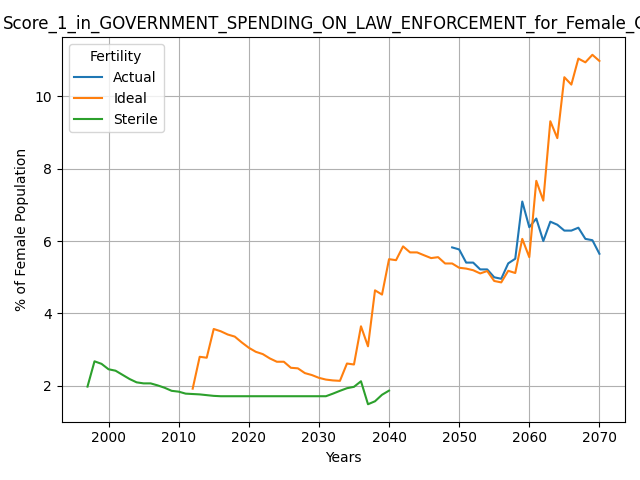 Score_1_in_GOVERNMENT_SPENDING_ON_LAW_ENFORCEMENT_for_Female_
Fertility
Actual
Ideal
Sterile
% of Female Population
10
8
6
4
2
2000 2010 2020 2030 2040 2050 2060 2070
Years